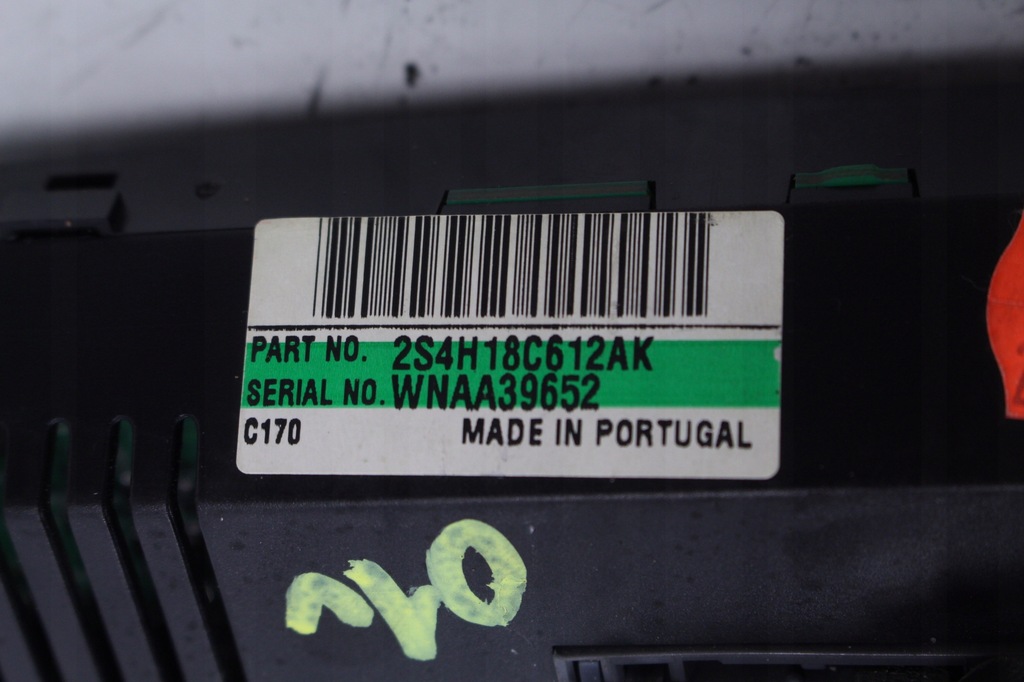 PART NO. 2S4H18C612AK
SERIAL NO. WNAA39652
C170 MADE IN PORTUGAL